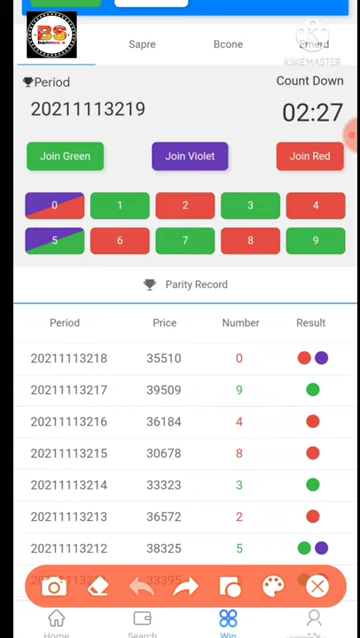 BS
Sapre Bcone Emerd
KINEMASTER
Period Count Down
20211113219 02:27
Join Green Join Violet Join Red
0 1 2 3 4
5 6 7 8 9
Parity Record
Period Price Number Result
20211113218 35510 0
20211113217 39509 9
20211113216 36184 4
20211113215 30678 8
20211113214 33323 3
20211113213 36572 2
20211113212 38325 5
33395
Home Search Win My